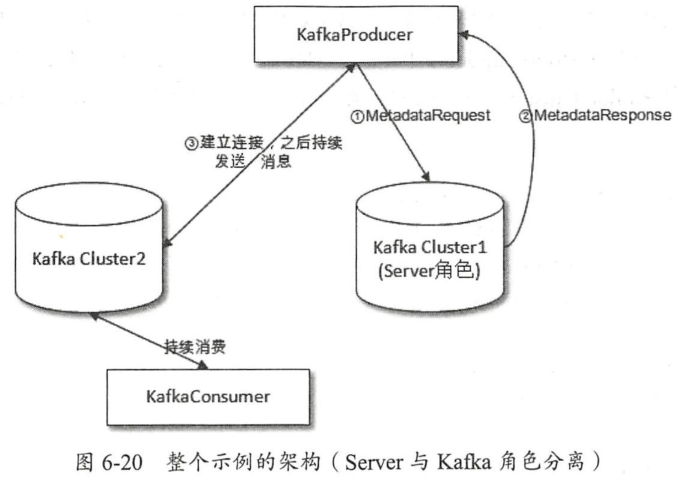 KafkaProducer
①MetadataRequest
②MetadataResponse
③建立连接，之后持续
发送 消息
Kafka Cluster2
Kafka Cluster1
(Server角色)
持续消费
KafkaConsumer
图 6-20 整个示例的架构（Server 与 Kafka 角色分离）